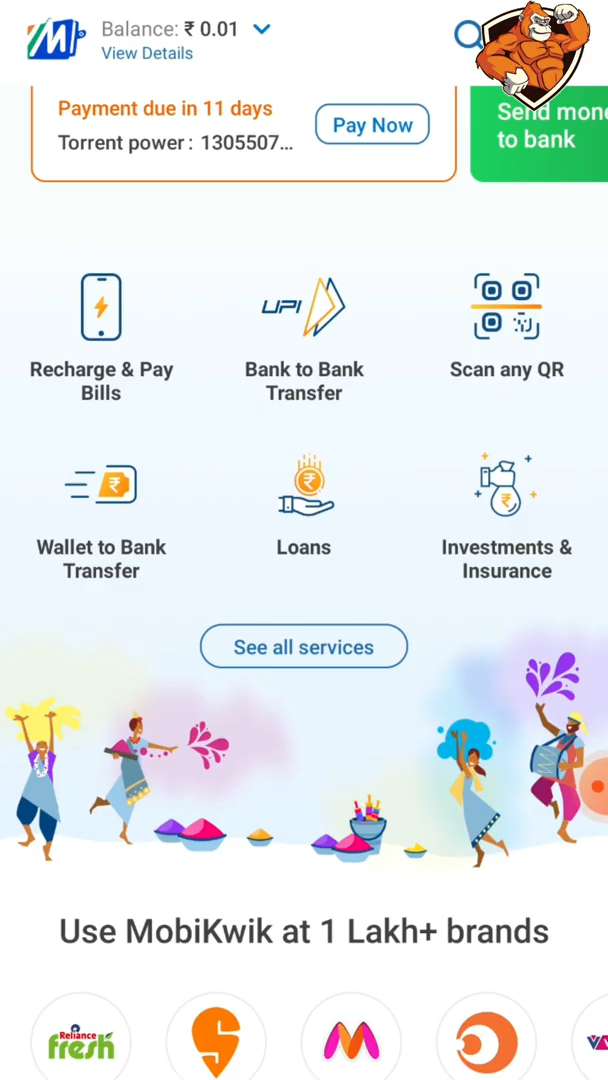 Balance: ₹ 0.01
View Details
Payment due in 11 days
Torrent power : 1305507...
Pay Now
Send mone
to bank
Recharge & Pay
Bills
UPI
Bank to Bank
Transfer
Scan any QR
Wallet to Bank
Transfer
Loans
Investments &
Insurance
See all services
Use MobiKwik at 1 Lakh+ brands
Reliance
fresh